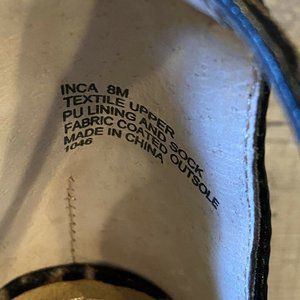 INCA 8M
TEXTILE UPPER
PU LINING AND SOCK
FABRIC COATED OUTSOLE
MADE IN CHINA
1046